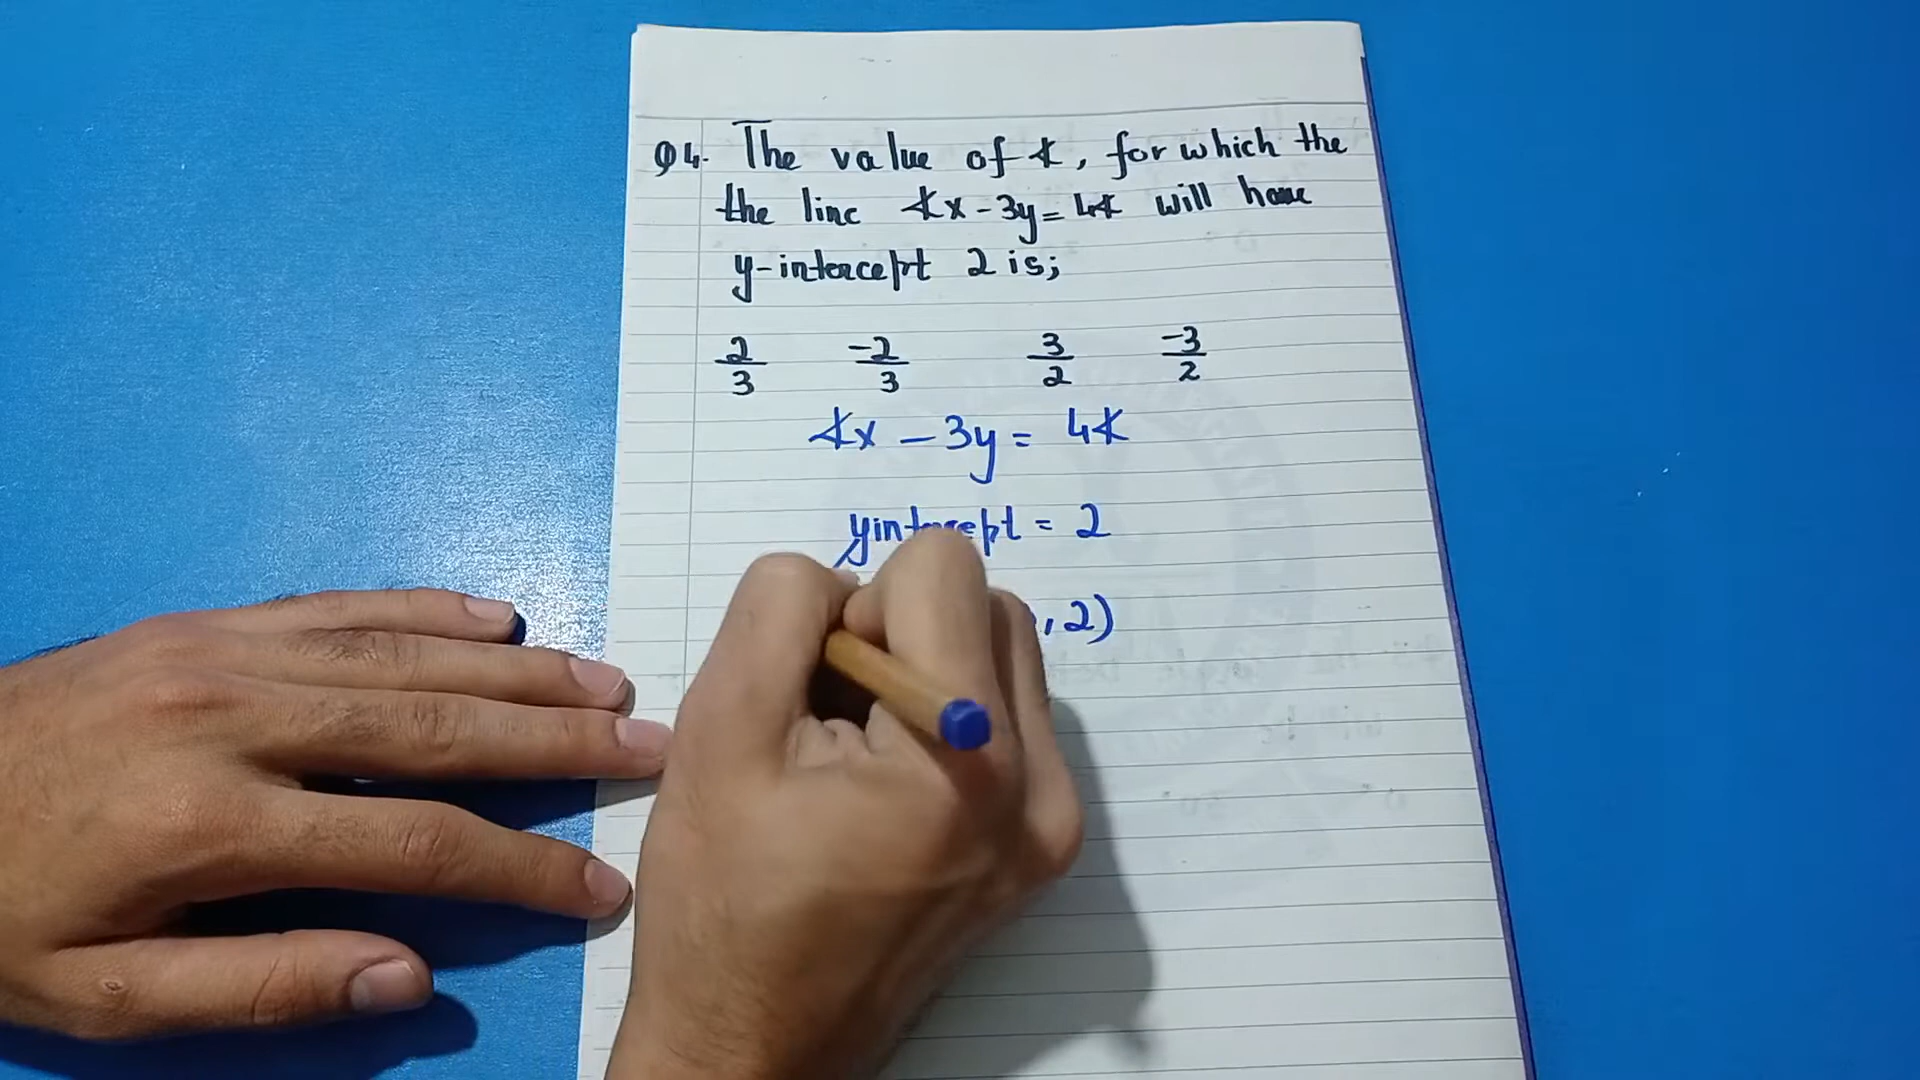 Q4. The value of k, for which the
the line kx - 3y = 4k will have
y-intercept 2 is;
2/3 -2/3 3/2 -3/2
kx - 3y = 4k
yintercept = 2
, 2)